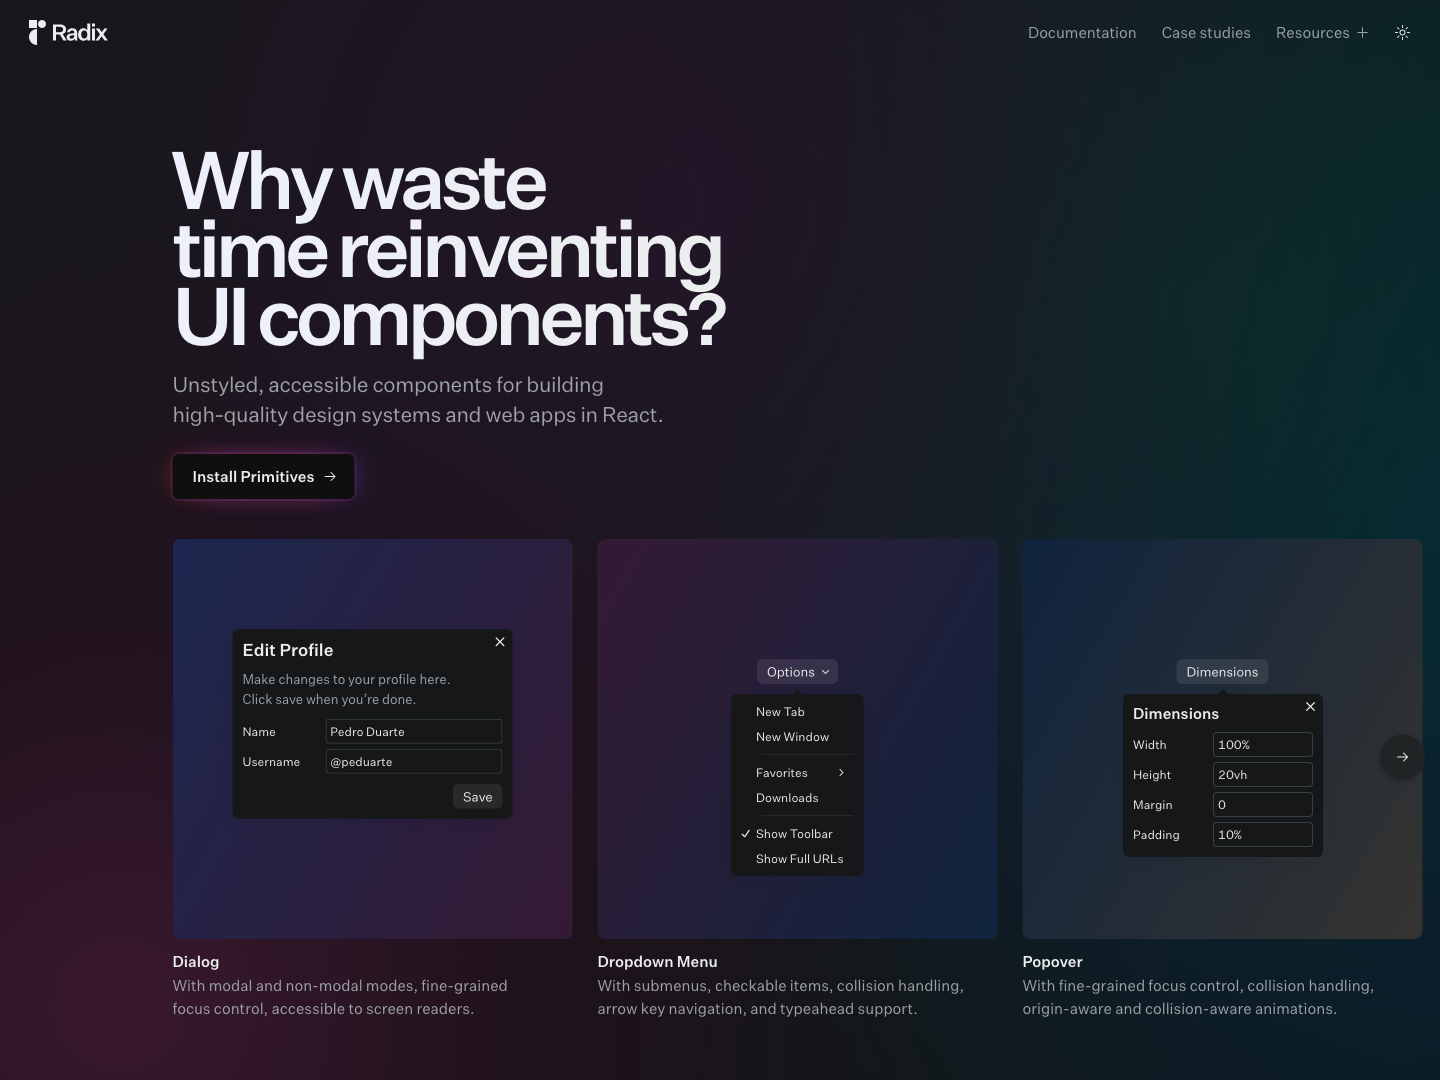 Radix
Documentation
Case studies
Resources
Why waste
time reinventing
UI components?
Unstyled, accessible components for building
high-quality design systems and web apps in React.
Install Primitives →
Edit Profile
Make changes to your profile here.
Click save when you’re done.
Name
Pedro Duarte
Username
@peduarte
Save
Options
New Tab
New Window
Favorites
Downloads
Show Toolbar
Show Full URLs
Dimensions
Dimensions
Width
100%
Height
20vh
Margin
0
Padding
10%
Dialog
With modal and non-modal modes, fine-grained
focus control, accessible to screen readers.
Dropdown Menu
With submenus, checkable items, collision handling,
arrow key navigation, and typeahead support.
Popover
With fine-grained focus control, collision handling,
origin-aware and collision-aware animations.